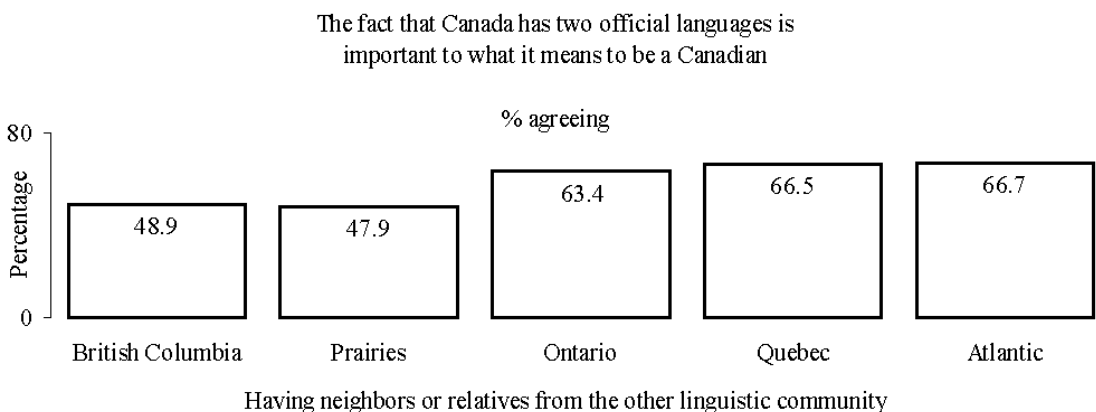 The fact that Canada has two official languages is
important to what it means to be a Canadian
% agreeing
80
Percentage
0
48.9
47.9
63.4
66.5
66.7
British Columbia
Prairies
Ontario
Quebec
Atlantic
Having neighbors or relatives from the other linguistic community